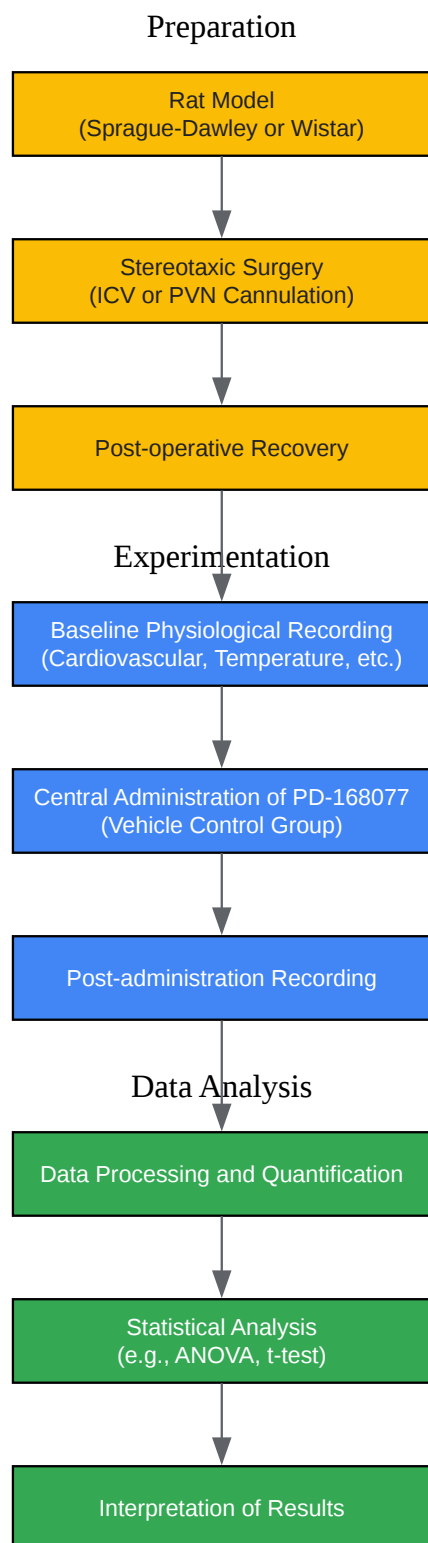 Preparation
Rat Model
(Sprague-Dawley or Wistar)
Stereotaxic Surgery
(ICV or PVN Cannulation)
Post-operative Recovery
Experimentation
Baseline Physiological Recording
(Cardiovascular, Temperature, etc.)
Central Administration of PD-168077
(Vehicle Control Group)
Post-administration Recording
Data Analysis
Data Processing and Quantification
Statistical Analysis
(e.g., ANOVA, t-test)
Interpretation of Results